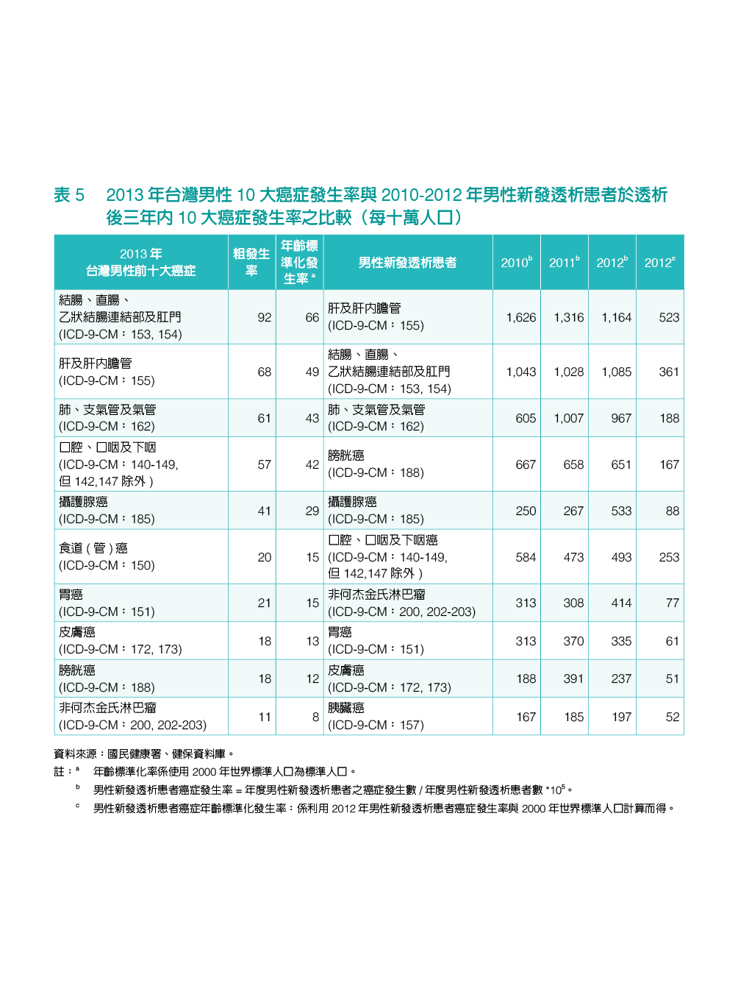 表 5 2013 年台灣男性 10 大癌症發生率與 2010-2012 年男性新發透析患者於透析
後三年內 10 大癌症發生率之比較（每十萬人口）
2013 年
台灣男性前十大癌症
粗發生
率
年齡標
準化發
生率 a
男性新發透析患者
2010b
2011b
2012b
2012c
結腸、直腸、
乙狀結腸連結部及肛門
(ICD-9-CM：153, 154)
92
66
肝及肝內膽管
(ICD-9-CM：155)
1,626
1,316
1,164
523
肝及肝內膽管
(ICD-9-CM：155)
68
49
結腸、直腸、
乙狀結腸連結部及肛門
(ICD-9-CM：153, 154)
1,043
1,028
1,085
361
肺、支氣管及氣管
(ICD-9-CM：162)
61
43
肺、支氣管及氣管
(ICD-9-CM：162)
605
1,007
967
188
口腔、口咽及下咽
(ICD-9-CM：140-149,
但 142,147 除外 )
57
42
膀胱癌
(ICD-9-CM：188)
667
658
651
167
攝護腺癌
(ICD-9-CM：185)
41
29
攝護腺癌
(ICD-9-CM：185)
250
267
533
88
食道 ( 管 ) 癌
(ICD-9-CM：150)
20
15
口腔、口咽及下咽癌
(ICD-9-CM：140-149,
但 142,147 除外 )
584
473
493
253
胃癌
(ICD-9-CM：151)
21
15
非何杰金氏淋巴瘤
(ICD-9-CM：200, 202-203)
313
308
414
77
皮膚癌
(ICD-9-CM：172, 173)
18
13
胃癌
(ICD-9-CM：151)
313
370
335
61
膀胱癌
(ICD-9-CM：188)
18
12
皮膚癌
(ICD-9-CM：172, 173)
188
391
237
51
非何杰金氏淋巴瘤
(ICD-9-CM：200, 202-203)
11
8
胰臟癌
(ICD-9-CM：157)
167
185
197
52
資料來源：國民健康署、健保資料庫。
註：a 年齡標準化率係使用 2000 年世界標準人口為標準人口。
b 男性新發透析患者癌症發生率 = 年度男性新發透析患者之癌症發生數 / 年度男性新發透析患者數 *10⁵。
c 男性新發透析患者癌症年齡標準化發生率：係利用 2012 年男性新發透析患者癌症發生率與 2000 年世界標準人口計算而得。